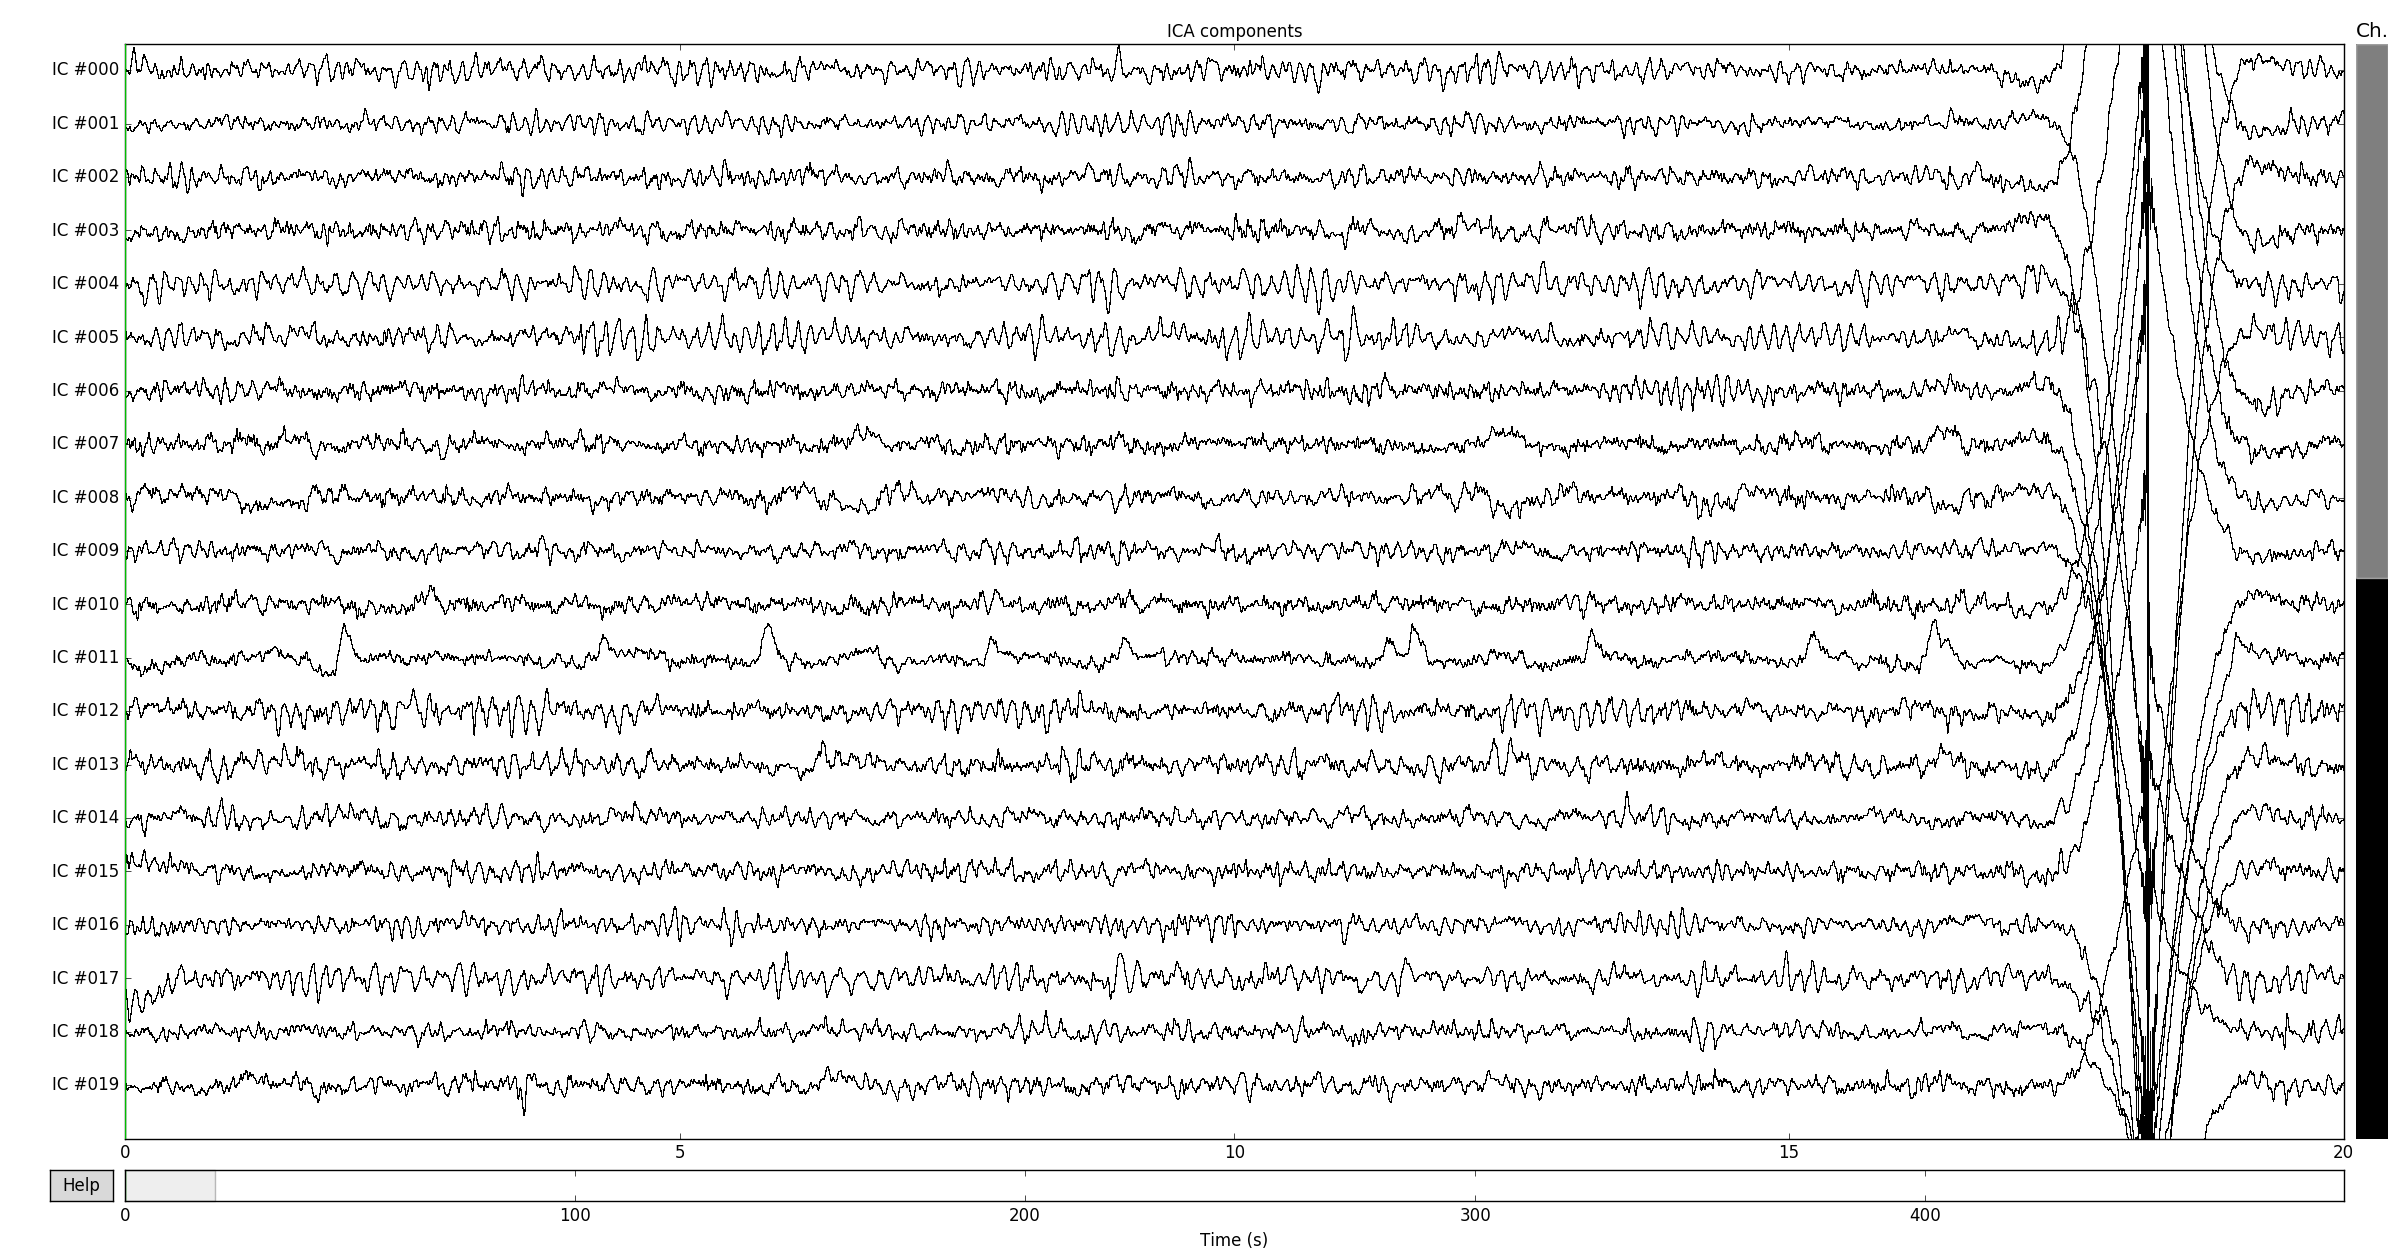 ICA components
Ch.
IC #000
IC #001
IC #002
IC #003
IC #004
IC #005
IC #006
IC #007
IC #008
IC #009
IC #010
IC #011
IC #012
IC #013
IC #014
IC #015
IC #016
IC #017
IC #018
IC #019
0 5 10 15 20
Help
0 100 200 300 400
Time (s)